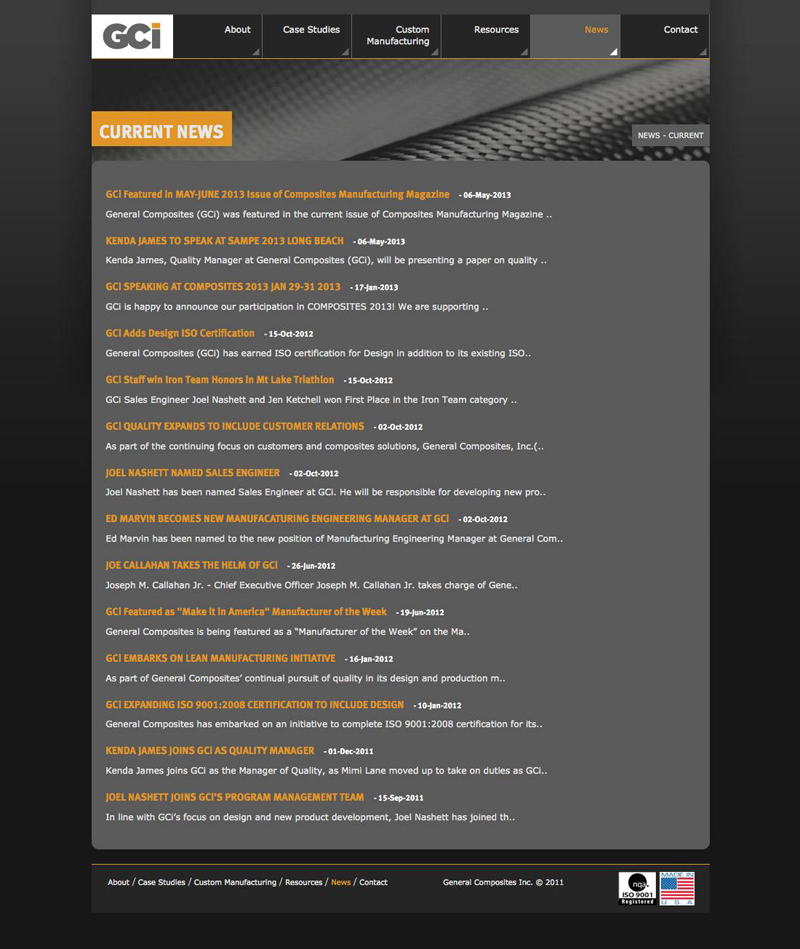 GCi
About
Case Studies
Custom
Manufacturing
Resources
News
Contact
CURRENT NEWS
NEWS - CURRENT
GCi Featured in MAY-JUNE 2013 Issue of Composites Manufacturing Magazine - 06-May-2013
General Composites (GCi) was featured in the current issue of Composites Manufacturing Magazine ..
KENDA JAMES TO SPEAK AT SAMPE 2013 LONG BEACH - 06-May-2013
Kenda James, Quality Manager at General Composites (GCi), will be presenting a paper on quality ..
GCi SPEAKING AT COMPOSITES 2013 JAN 29-31 2013 - 17-Jan-2013
GCi is happy to announce our participation in COMPOSITES 2013! We are supporting ..
GCi Adds Design ISO Certification - 15-Oct-2012
General Composites (GCi) has earned ISO certification for Design in addition to its existing ISO..
GCi Staff win Iron Team Honors in Mt Lake Triathlon - 15-Oct-2012
GCi Sales Engineer Joel Nashett and Jen Ketchell won First Place in the Iron Team category ..
GCi QUALITY EXPANDS TO INCLUDE CUSTOMER RELATIONS - 02-Oct-2012
As part of the continuing focus on customers and composites solutions, General Composites, Inc.(..
JOEL NASHETT NAMED SALES ENGINEER - 02-Oct-2012
Joel Nashett has been named Sales Engineer at GCi. He will be responsible for developing new pro..
ED MARVIN BECOMES NEW MANUFACATURING ENGINEERING MANAGER AT GCi - 02-Oct-2012
Ed Marvin has been named to the new position of Manufacturing Engineering Manager at General Com..
JOE CALLAHAN TAKES THE HELM OF GCi - 26-Jun-2012
Joseph M. Callahan Jr. - Chief Executive Officer Joseph M. Callahan Jr. takes charge of Gene..
GCi Featured as "Make it in America" Manufacturer of the Week - 19-Jun-2012
General Composites is being featured as a “Manufacturer of the Week” on the Ma..
GCi EMBARKS ON LEAN MANUFACTURING INITIATIVE - 16-Jan-2012
As part of General Composites’ continual pursuit of quality in its design and production m..
GCi EXPANDING ISO 9001:2008 CERTIFICATION TO INCLUDE DESIGN - 10-Jan-2012
General Composites has embarked on an initiative to complete ISO 9001:2008 certification for its..
KENDA JAMES JOINS GCi AS QUALITY MANAGER - 01-Dec-2011
Kenda James joins GCi as the Manager of Quality, as Mimi Lane moved up to take on duties as GCi..
JOEL NASHETT JOINS GCi'S PROGRAM MANAGEMENT TEAM - 15-Sep-2011
In line with GCi’s focus on design and new product development, Joel Nashett has joined th..
About / Case Studies / Custom Manufacturing / Resources / News / Contact
General Composites Inc. © 2011
nqa.
ISO 9001
Registered
MADE IN
U.S.A